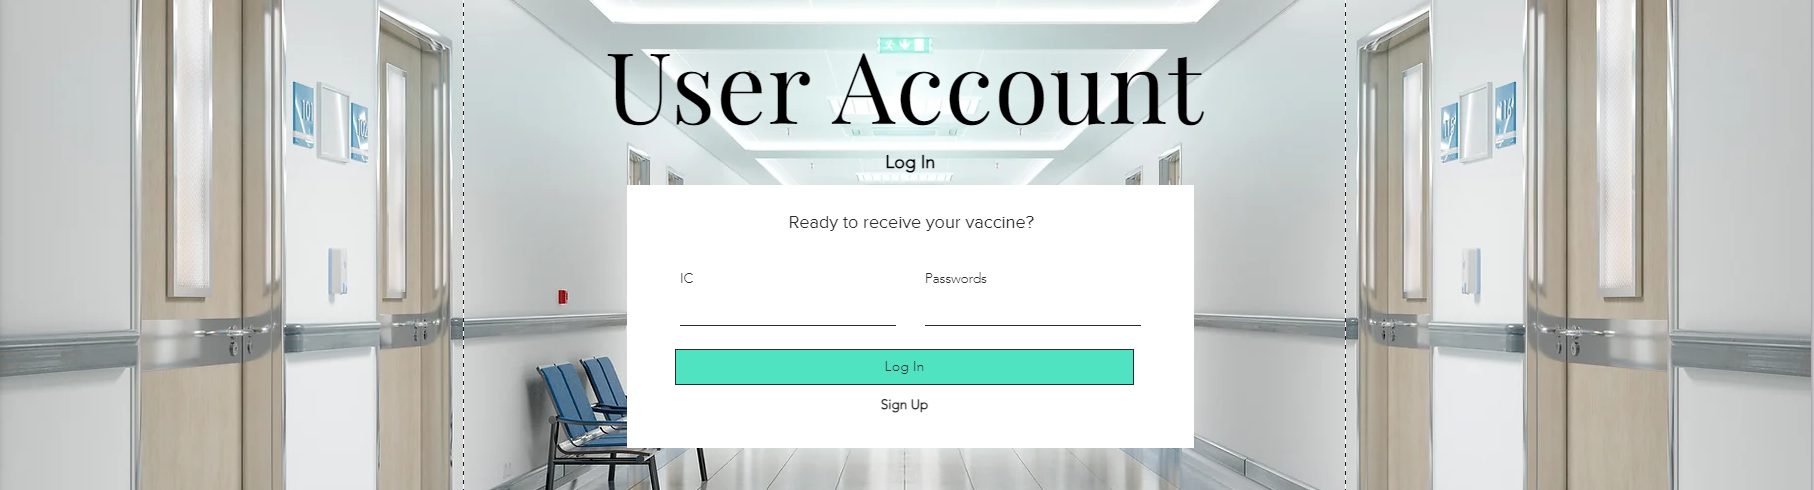 User Account
Log In
Ready to receive your vaccine?
IC
Passwords
Log In
Sign Up